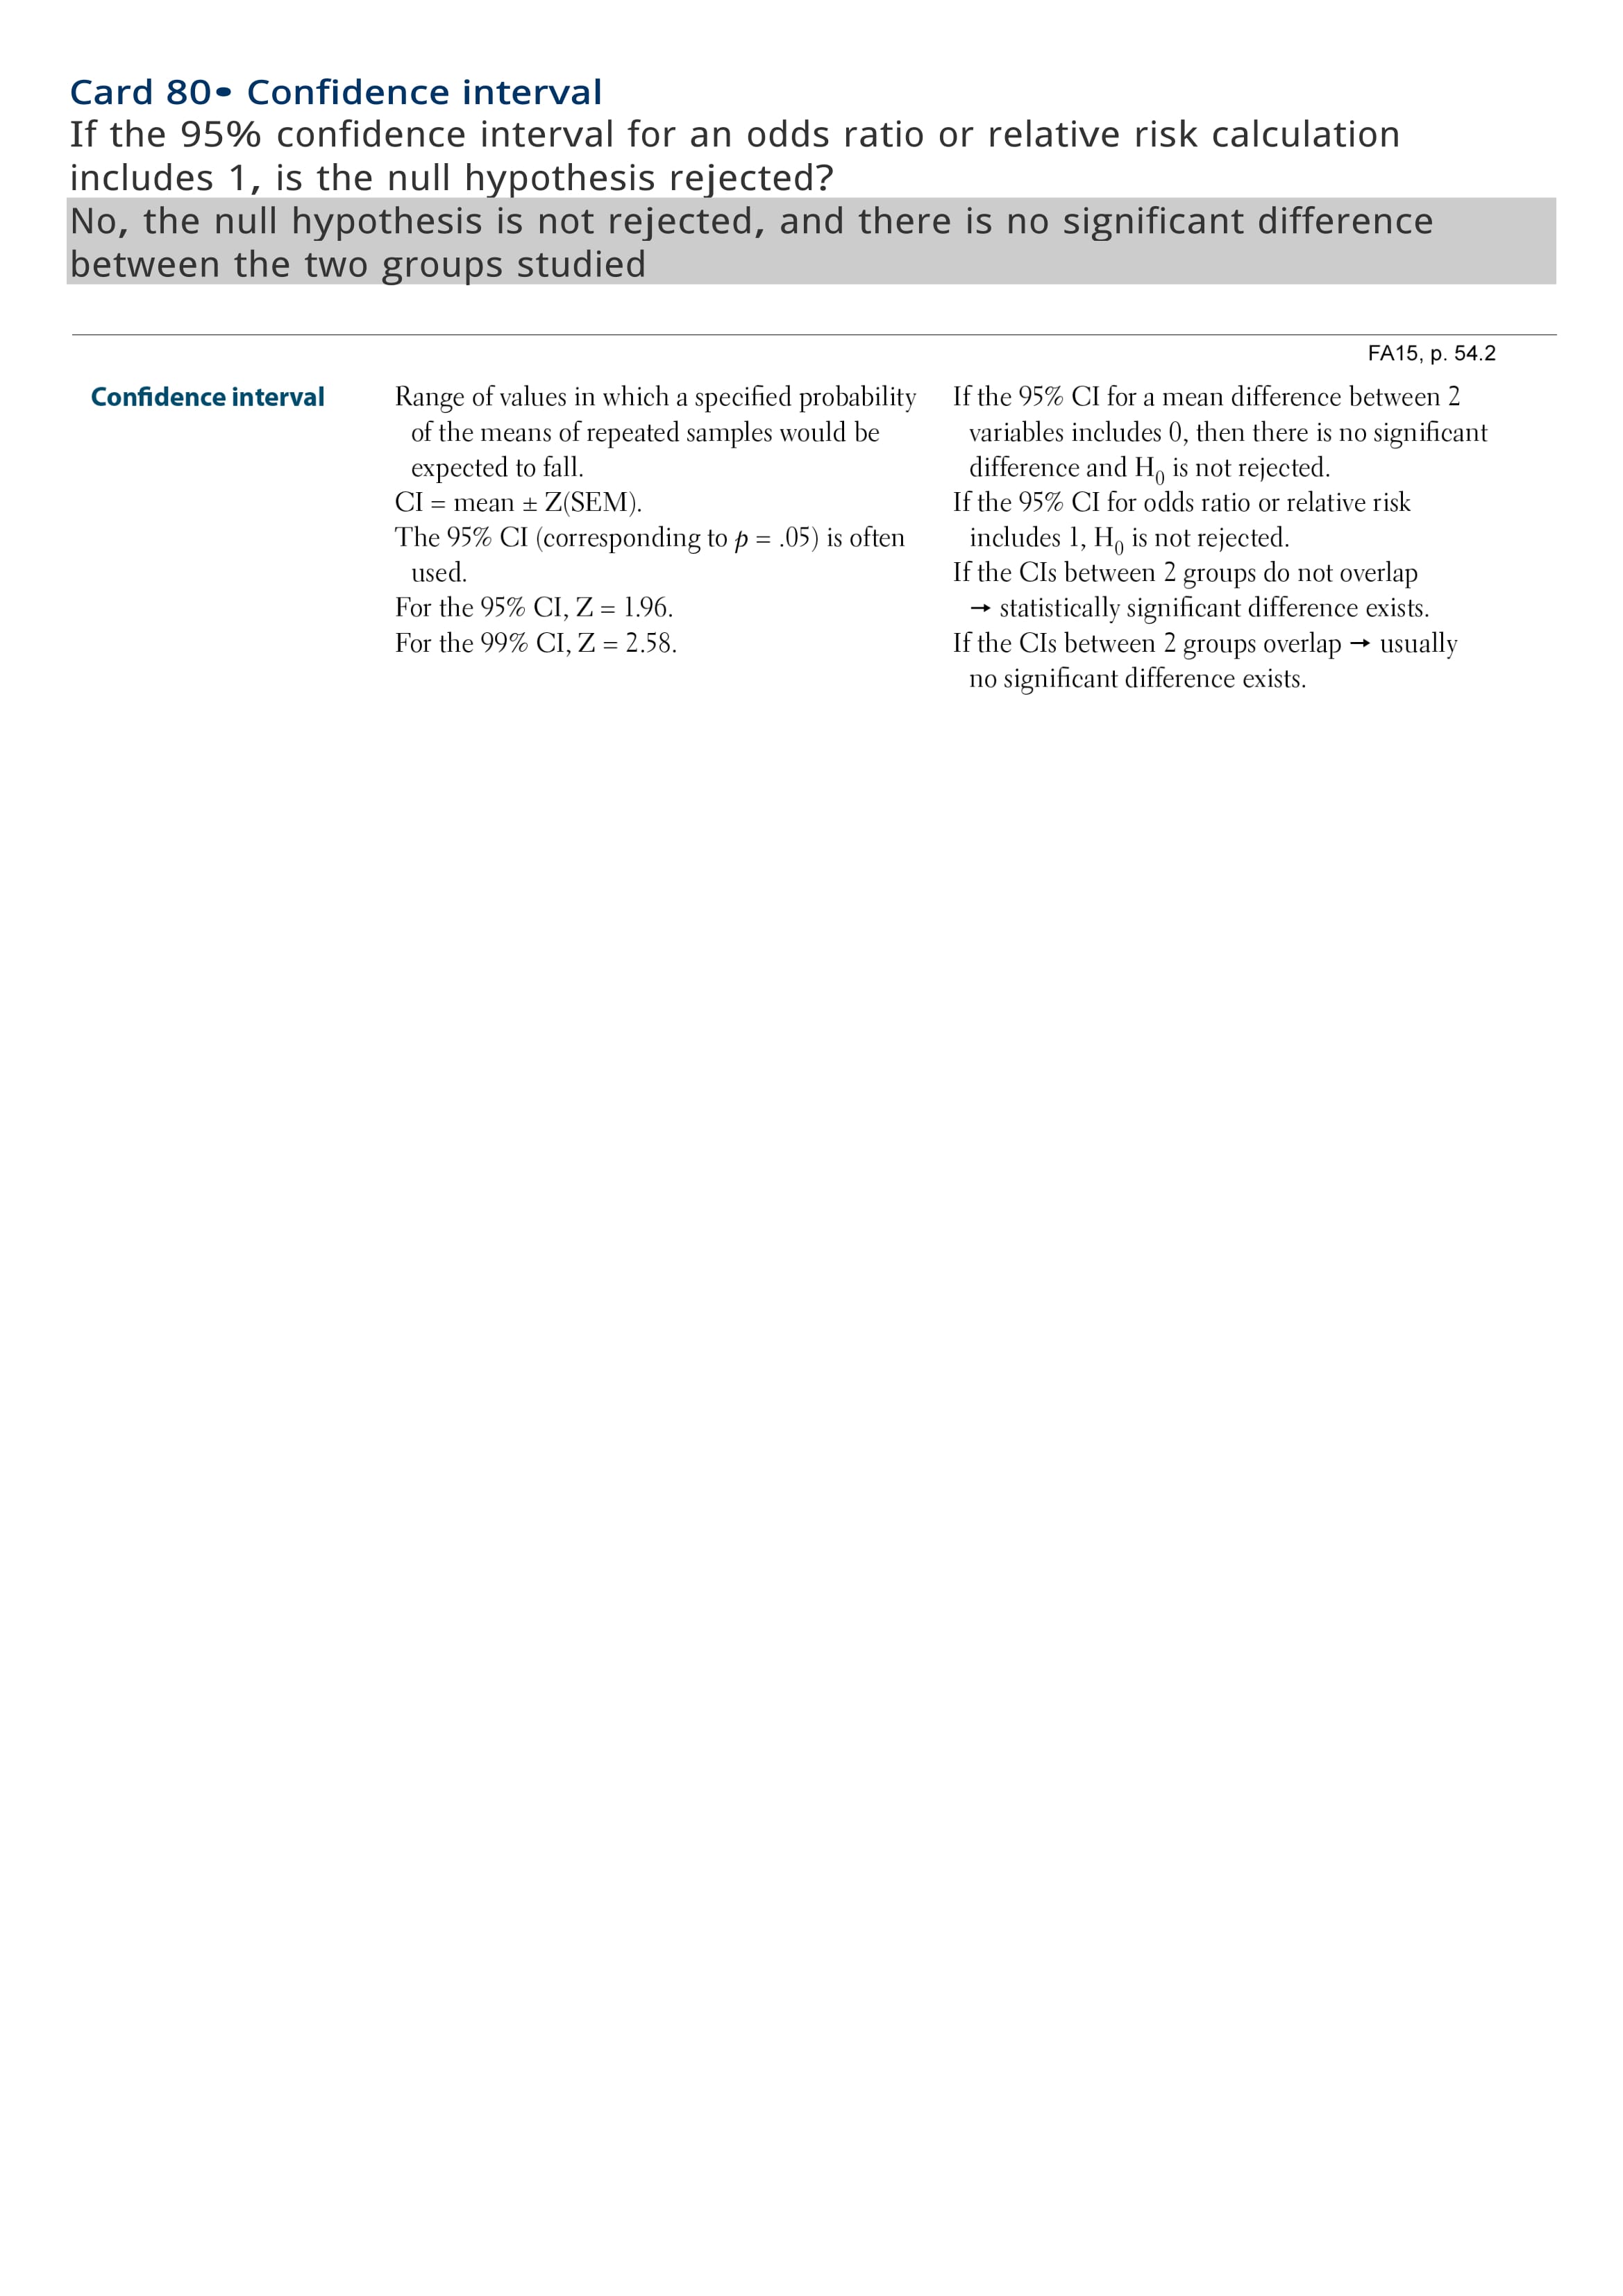 Card 80• Confidence interval
If the 95% confidence interval for an odds ratio or relative risk calculation
includes 1, is the null hypothesis rejected?
No, the null hypothesis is not rejected, and there is no significant difference
between the two groups studied
FA15, p. 54.2
Confidence interval
Range of values in which a specified probability
of the means of repeated samples would be
expected to fall.
CI = mean ± Z(SEM).
The 95% CI (corresponding to p = .05) is often
used.
For the 95% CI, Z = 1.96.
For the 99% CI, Z = 2.58.
If the 95% CI for a mean difference between 2
variables includes 0, then there is no significant
difference and H₀ is not rejected.
If the 95% CI for odds ratio or relative risk
includes 1, H₀ is not rejected.
If the CIs between 2 groups do not overlap
→ statistically significant difference exists.
If the CIs between 2 groups overlap → usually
no significant difference exists.